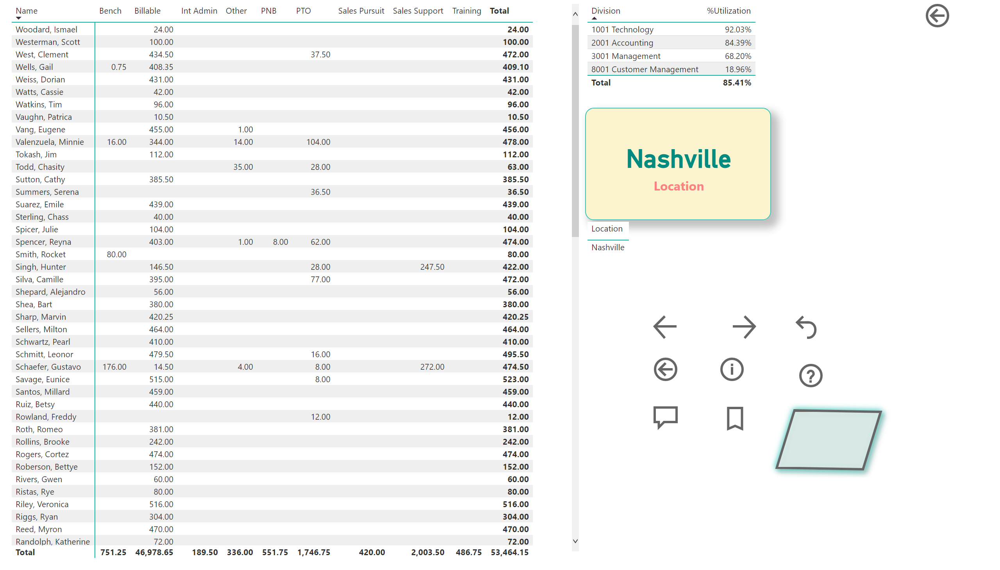 Name Bench Billable Int Admin Other PNB PTO Sales Pursuit Sales Support Training Total
Woodard, Ismael 24.00 24.00
Westerman, Scott 100.00 100.00
West, Clement 434.50 37.50 472.00
Wells, Gail 0.75 408.35 409.10
Weiss, Dorian 431.00 431.00
Watts, Cassie 42.00 42.00
Watkins, Tim 96.00 96.00
Vaughn, Patrica 10.50 10.50
Vang, Eugene 455.00 1.00 456.00
Valenzuela, Minnie 16.00 344.00 14.00 104.00 478.00
Tokash, Jim 112.00 112.00
Todd, Chasity 35.00 28.00 63.00
Sutton, Cathy 385.50 385.50
Summers, Serena 36.50 36.50
Suarez, Emile 439.00 439.00
Sterling, Chass 40.00 40.00
Spicer, Julie 104.00 104.00
Spencer, Reyna 403.00 1.00 8.00 62.00 474.00
Smith, Rocket 80.00 80.00
Singh, Hunter 146.50 28.00 247.50 422.00
Silva, Camille 395.00 77.00 472.00
Shepard, Alejandro 56.00 56.00
Shea, Bart 380.00 380.00
Sharp, Marvin 420.25 420.25
Sellers, Milton 464.00 464.00
Schwartz, Pearl 410.00 410.00
Schmitt, Leonor 479.50 16.00 495.50
Schaefer, Gustavo 176.00 14.50 4.00 8.00 272.00 474.50
Savage, Eunice 515.00 8.00 523.00
Santos, Millard 459.00 459.00
Ruiz, Betsy 440.00 440.00
Rowland, Freddy 12.00 12.00
Roth, Romeo 381.00 381.00
Rollins, Brooke 242.00 242.00
Rogers, Cortez 474.00 474.00
Roberson, Bettye 152.00 152.00
Rivers, Gwen 60.00 60.00
Ristas, Rye 80.00 80.00
Riley, Veronica 516.00 516.00
Riggs, Ryan 304.00 304.00
Reed, Myron 470.00 470.00
Randolph, Katherine 72.00 72.00
Total 751.25 46,978.65 189.50 336.00 551.75 1,746.75 420.00 2,003.50 486.75 53,464.15
Division %Utilization
1001 Technology 92.03%
2001 Accounting 84.39%
3001 Management 68.20%
8001 Customer Management 18.96%
Total 85.41%
Nashville
Location
Location
Nashville